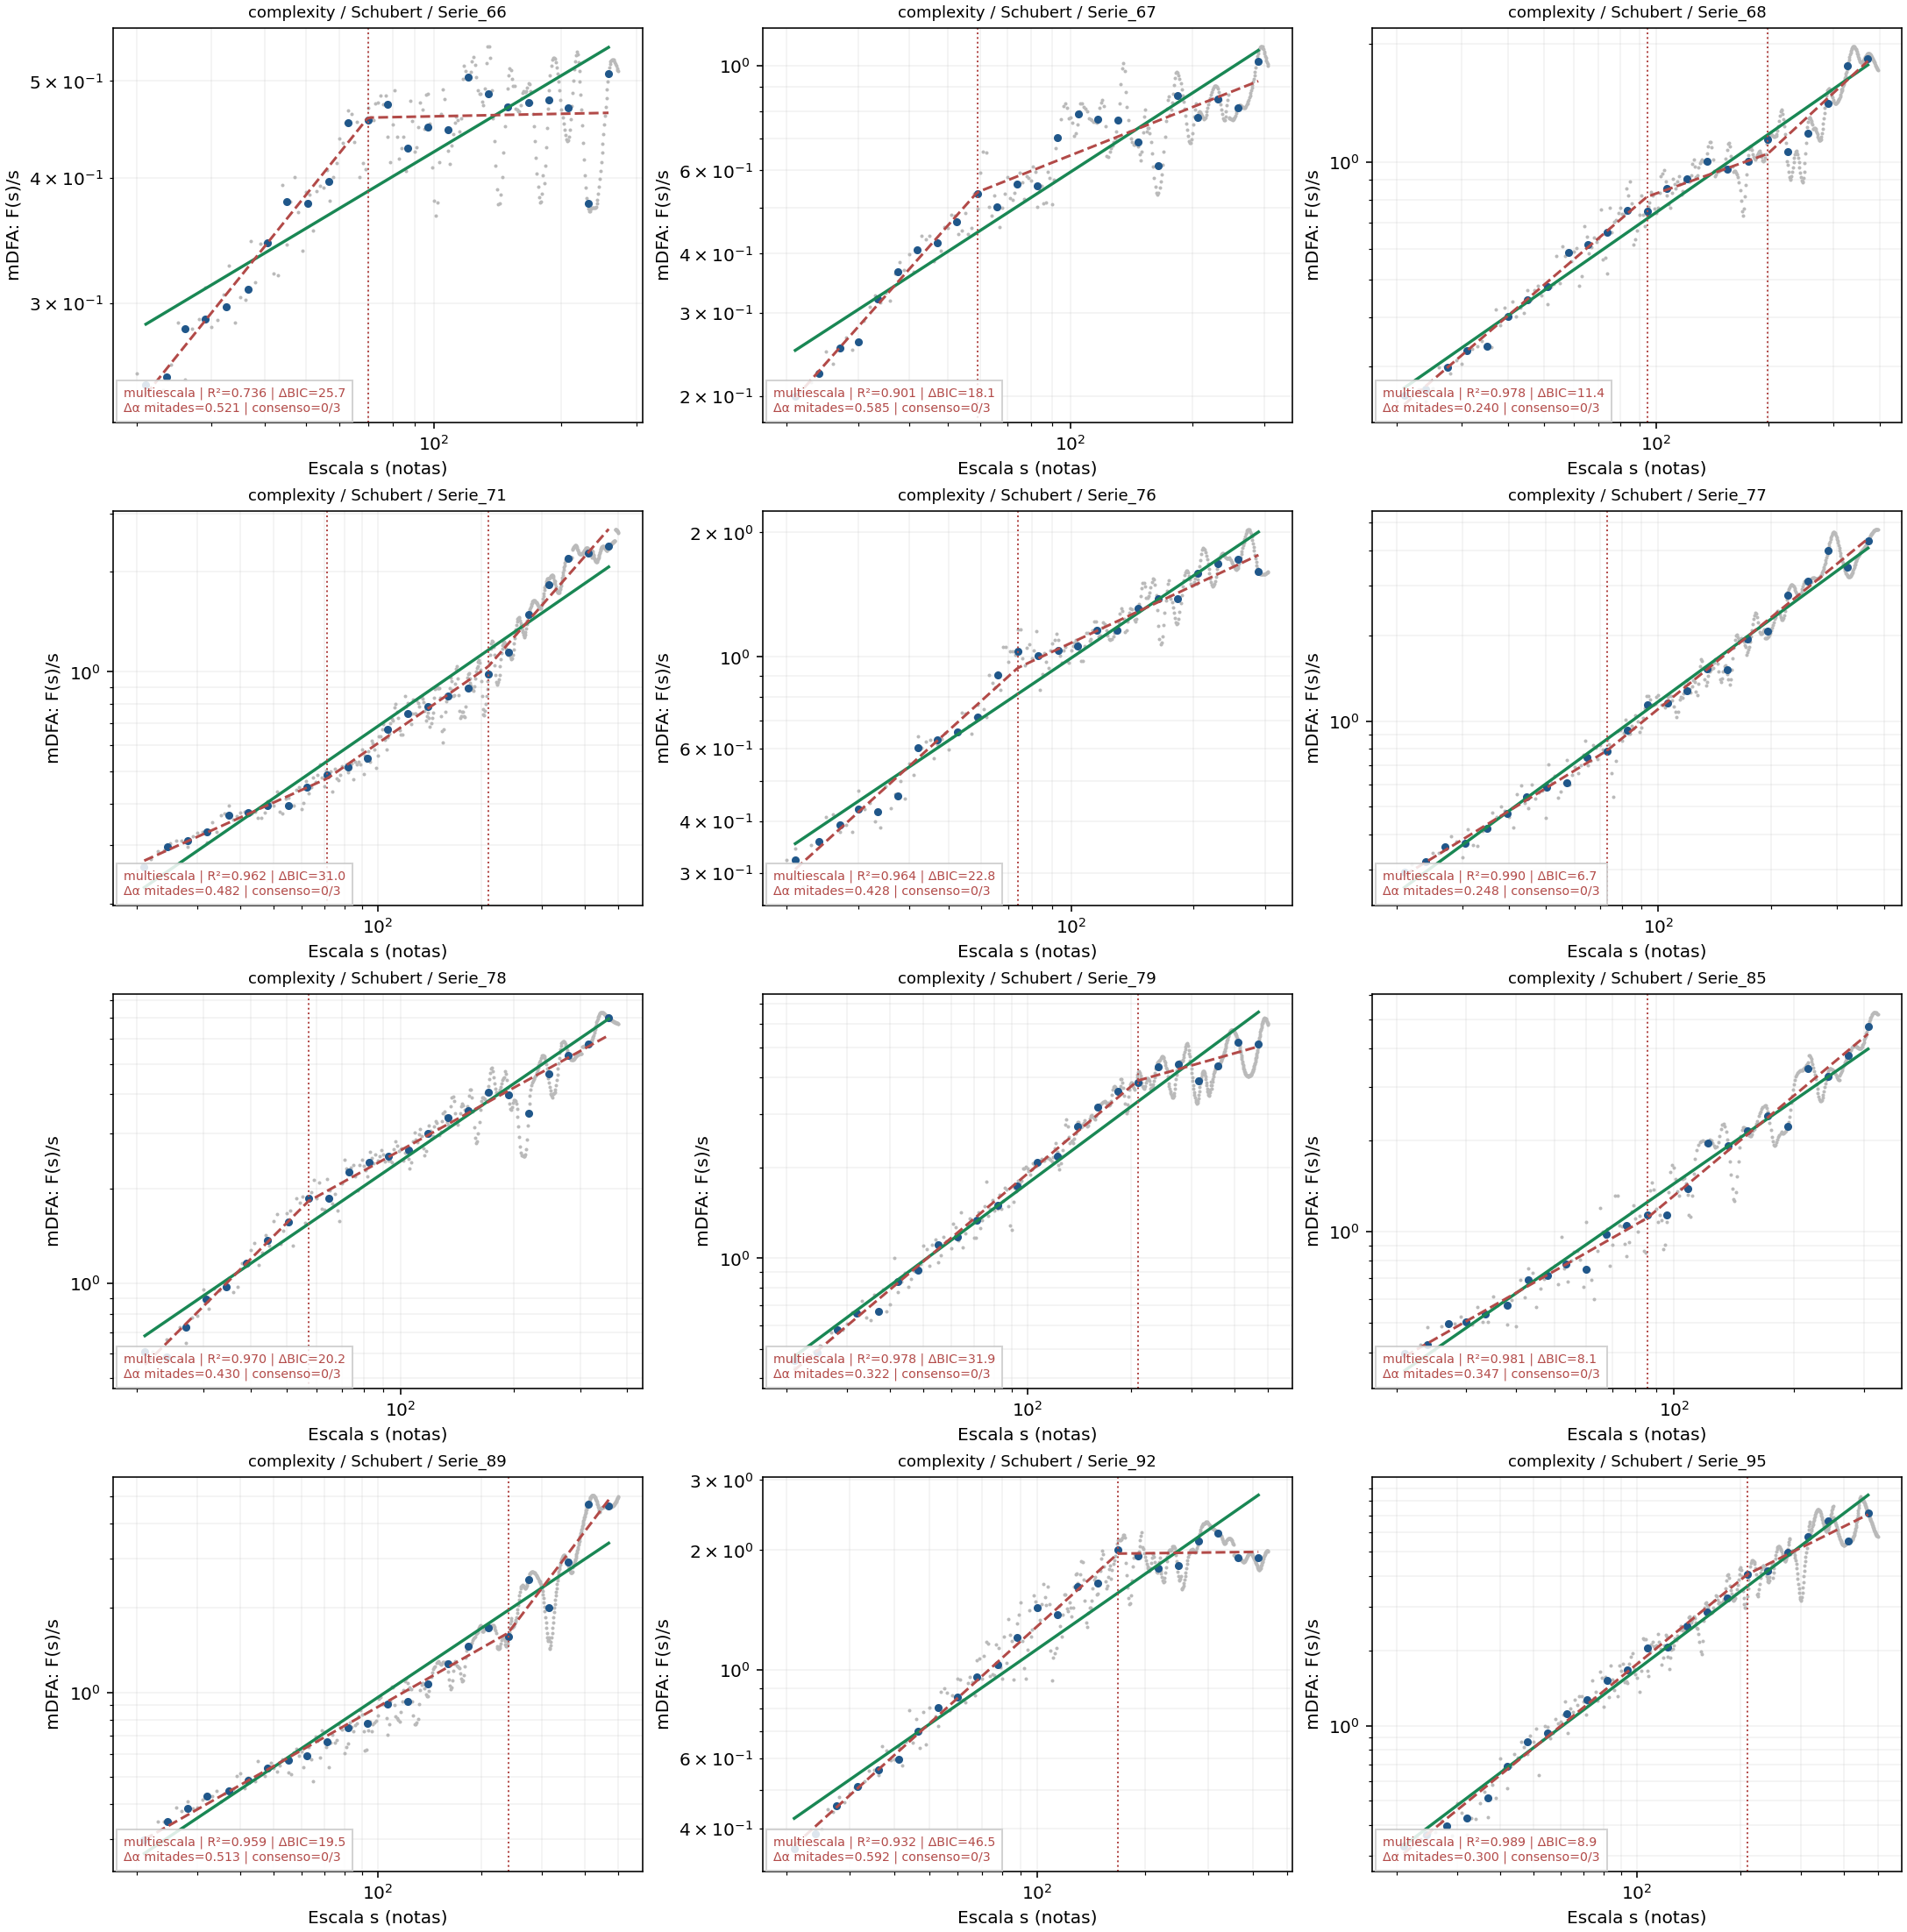 complexity / Schubert / Serie_66
mDFA: F(s)/s
5 × 10⁻¹
4 × 10⁻¹
3 × 10⁻¹
multiescala | R²=0.736 | ΔBIC=25.7
Δα mitades=0.521 | consenso=0/3
10²
Escala s (notas)
complexity / Schubert / Serie_67
mDFA: F(s)/s
10⁰
6 × 10⁻¹
4 × 10⁻¹
3 × 10⁻¹
2 × 10⁻¹
multiescala | R²=0.901 | ΔBIC=18.1
Δα mitades=0.585 | consenso=0/3
10²
Escala s (notas)
complexity / Schubert / Serie_68
mDFA: F(s)/s
10⁰
multiescala | R²=0.978 | ΔBIC=11.4
Δα mitades=0.240 | consenso=0/3
10²
Escala s (notas)
complexity / Schubert / Serie_71
mDFA: F(s)/s
10⁰
multiescala | R²=0.962 | ΔBIC=31.0
Δα mitades=0.482 | consenso=0/3
10²
Escala s (notas)
complexity / Schubert / Serie_76
mDFA: F(s)/s
2 × 10⁰
10⁰
6 × 10⁻¹
4 × 10⁻¹
3 × 10⁻¹
multiescala | R²=0.964 | ΔBIC=22.8
Δα mitades=0.428 | consenso=0/3
10²
Escala s (notas)
complexity / Schubert / Serie_77
mDFA: F(s)/s
10⁰
multiescala | R²=0.990 | ΔBIC=6.7
Δα mitades=0.248 | consenso=0/3
10²
Escala s (notas)
complexity / Schubert / Serie_78
mDFA: F(s)/s
10⁰
multiescala | R²=0.970 | ΔBIC=20.2
Δα mitades=0.430 | consenso=0/3
10²
Escala s (notas)
complexity / Schubert / Serie_79
mDFA: F(s)/s
10⁰
multiescala | R²=0.978 | ΔBIC=31.9
Δα mitades=0.322 | consenso=0/3
10²
Escala s (notas)
complexity / Schubert / Serie_85
mDFA: F(s)/s
10⁰
multiescala | R²=0.981 | ΔBIC=8.1
Δα mitades=0.347 | consenso=0/3
10²
Escala s (notas)
complexity / Schubert / Serie_89
mDFA: F(s)/s
10⁰
multiescala | R²=0.959 | ΔBIC=19.5
Δα mitades=0.513 | consenso=0/3
10²
Escala s (notas)
complexity / Schubert / Serie_92
mDFA: F(s)/s
3 × 10⁰
2 × 10⁰
10⁰
6 × 10⁻¹
4 × 10⁻¹
multiescala | R²=0.932 | ΔBIC=46.5
Δα mitades=0.592 | consenso=0/3
10²
Escala s (notas)
complexity / Schubert / Serie_95
mDFA: F(s)/s
10⁰
multiescala | R²=0.989 | ΔBIC=8.9
Δα mitades=0.300 | consenso=0/3
10²
Escala s (notas)